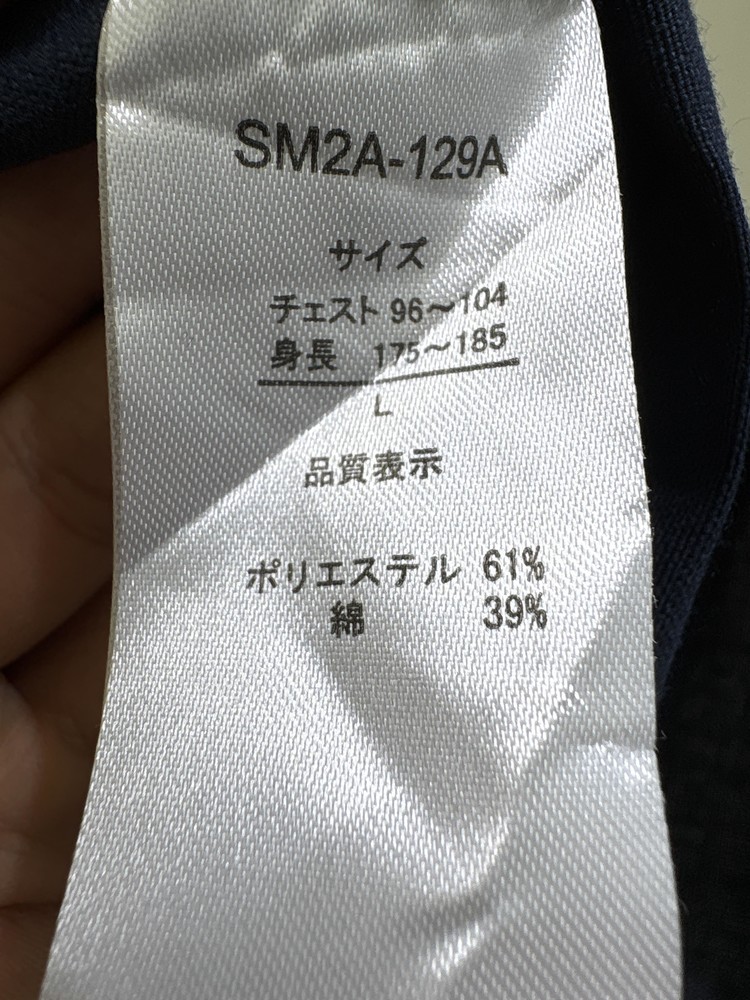 SM2A-129A
サイズ
チェスト 96～104
身長 175～185
L
品質表示
ポリエステル 61%
綿 39%